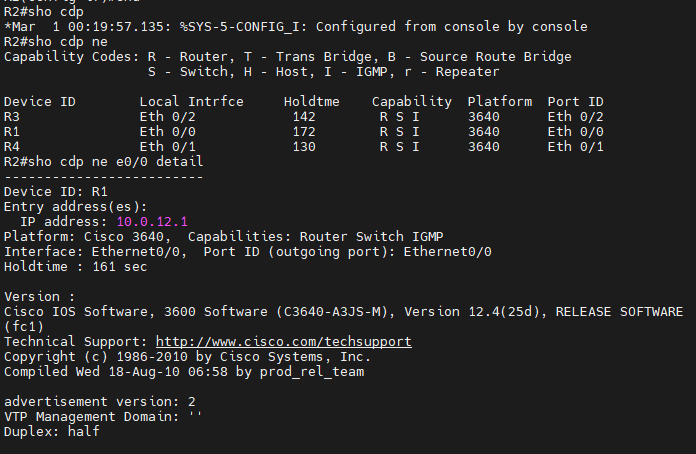 R2#sho cdp
*Mar  1 00:19:57.135: %SYS-5-CONFIG_I: Configured from console by console
R2#sho cdp ne
Capability Codes: R - Router, T - Trans Bridge, B - Source Route Bridge
                  S - Switch, H - Host, I - IGMP, r - Repeater

Device ID        Local Intrfce     Holdtme    Capability  Platform  Port ID
R3               Eth 0/2            142        R S I      3640      Eth 0/2
R1               Eth 0/0            172        R S I      3640      Eth 0/0
R4               Eth 0/1            130        R S I      3640      Eth 0/1
R2#sho cdp ne e0/0 detail
-------------------------
Device ID: R1
Entry address(es):
  IP address: 10.0.12.1
Platform: Cisco 3640,  Capabilities: Router Switch IGMP
Interface: Ethernet0/0,  Port ID (outgoing port): Ethernet0/0
Holdtime : 161 sec

Version :
Cisco IOS Software, 3600 Software (C3640-A3JS-M), Version 12.4(25d), RELEASE SOFTWARE
(fc1)
Technical Support: http://www.cisco.com/techsupport
Copyright (c) 1986-2010 by Cisco Systems, Inc.
Compiled Wed 18-Aug-10 06:58 by prod_rel_team

advertisement version: 2
VTP Management Domain: ''
Duplex: half